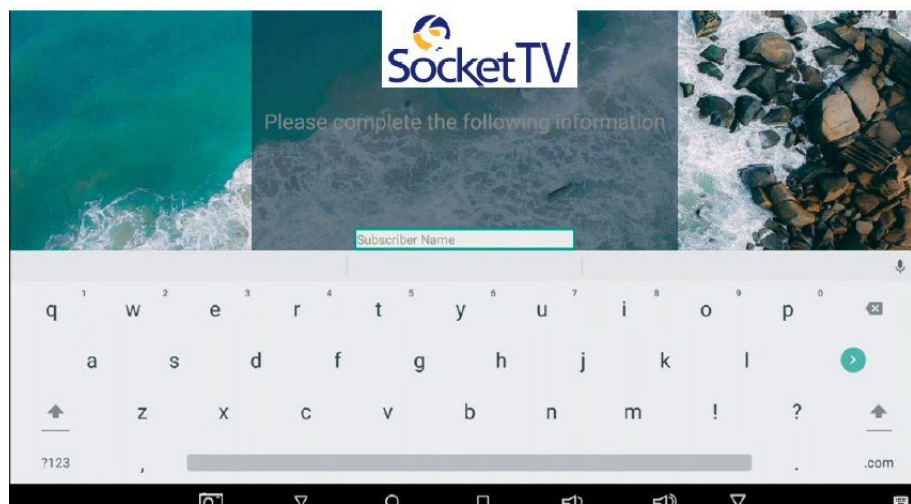 SocketTV
Please complete the following information
Subscriber Name
q 1 w 2 e 3 r 4 t 5 y 6 u 7 i 8 o 9 p 0
a s d f g h j k l
z x c v b n m ! ?
?123 , . .com